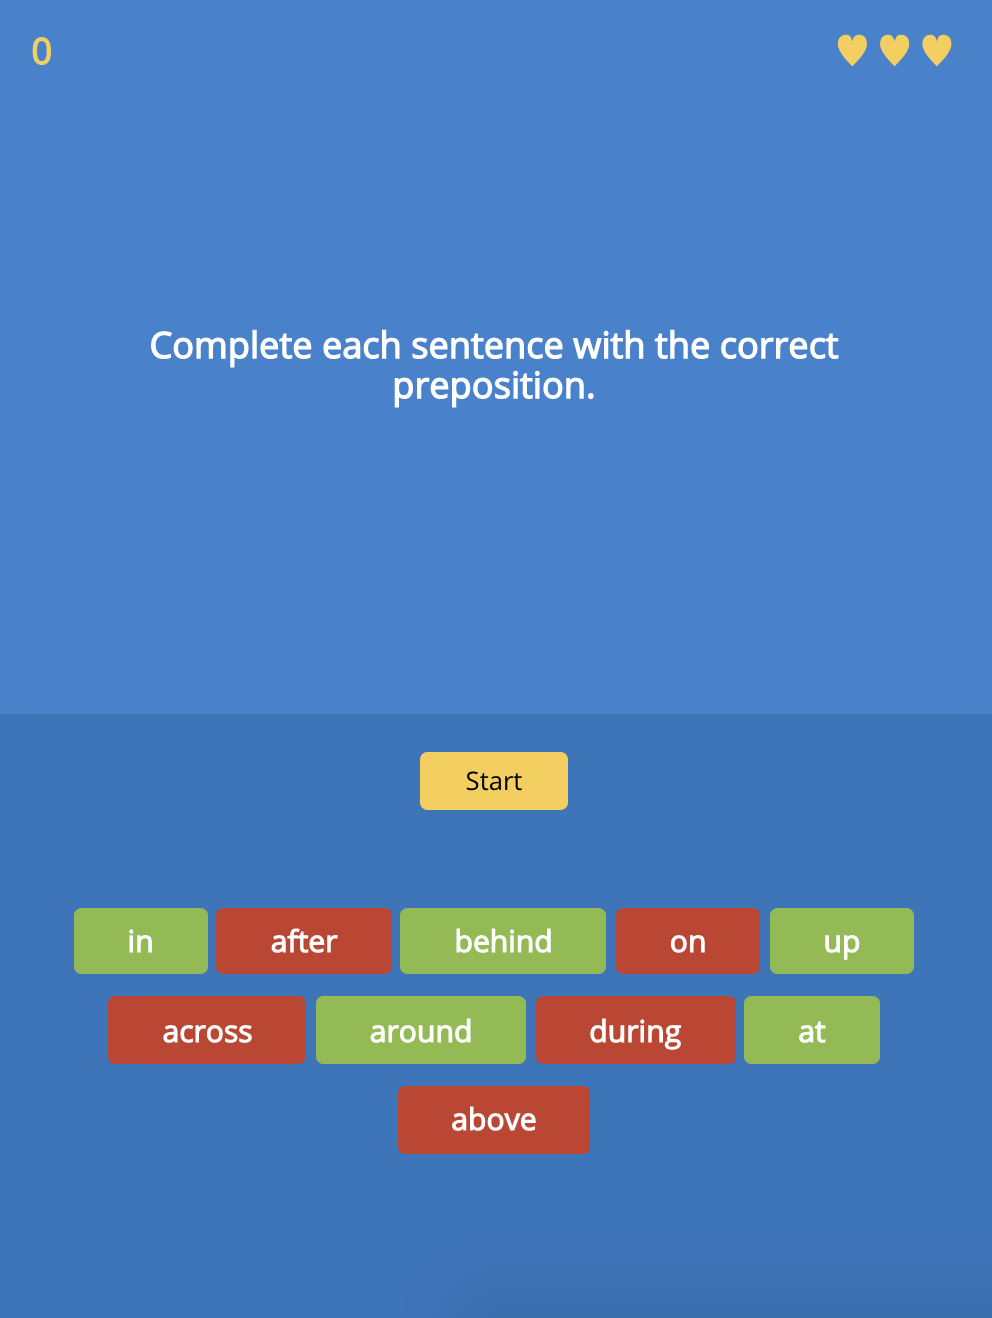 0
Complete each sentence with the correct
preposition.
Start
in after behind on up
across around during at
above